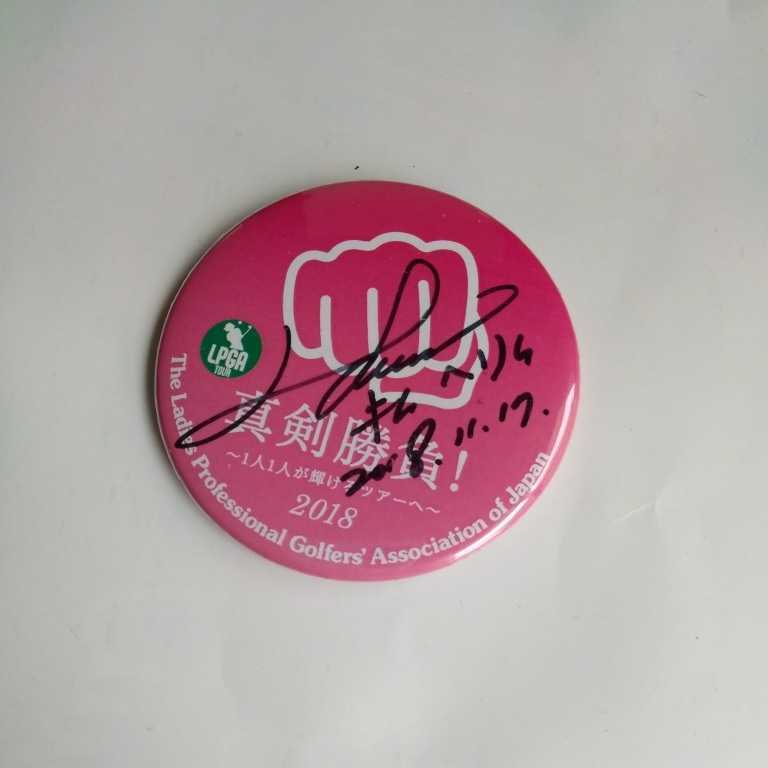 LPGA
TOUR
真剣勝負!
~1人1人が輝けるツアーへ~
2018
The Ladies Professional Golfers' Association of Japan
2018.11.17.